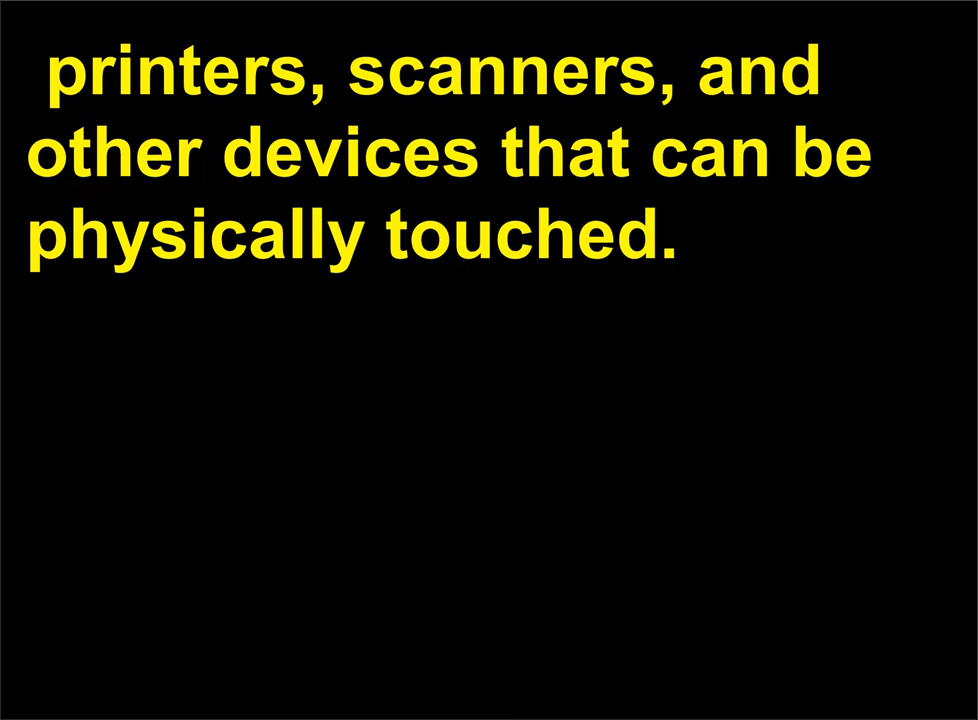 printers, scanners, and
other devices that can be
physically touched.